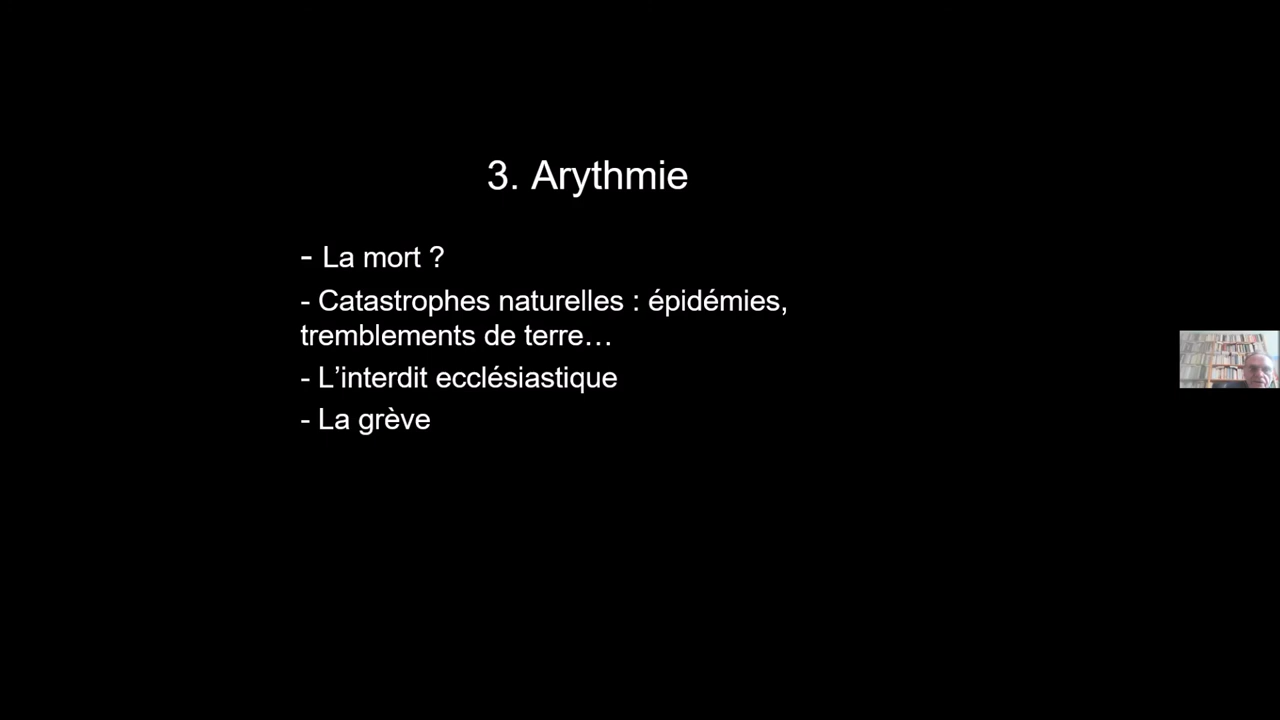 3. Arythmie
- La mort ?
- Catastrophes naturelles : épidémies,
tremblements de terre…
- L’interdit ecclésiastique
- La grève